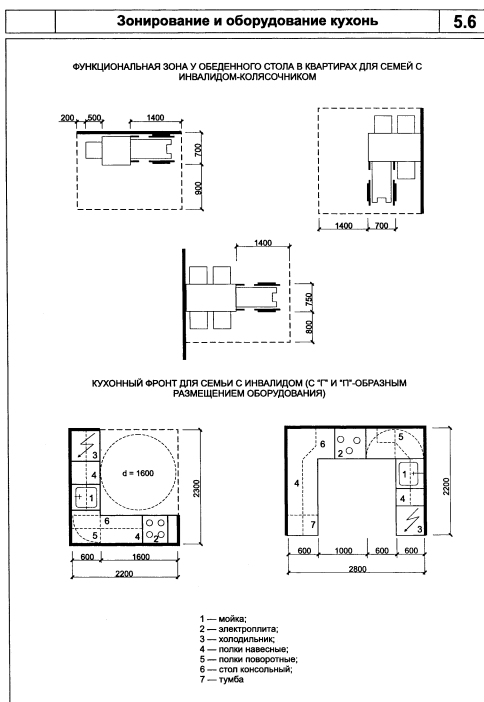 Зонирование и оборудование кухонь
5.6
ФУНКЦИОНАЛЬНАЯ ЗОНА У ОБЕДЕННОГО СТОЛА В КВАРТИРАХ ДЛЯ СЕМЕЙ С
ИНВАЛИДОМ-КОЛЯСОЧНИКОМ
200 500 1400
700
900
1400 700
1400
750
800
КУХОННЫЙ ФРОНТ ДЛЯ СЕМЬИ С ИНВАЛИДОМ (С "Г" И "П"-ОБРАЗНЫМ
РАЗМЕЩЕНИЕМ ОБОРУДОВАНИЯ)
3
4
d = 1600
1
6
5 4 2
2300
600 1600
2200
6 2 5
4 1
4
7 3
2200
600 1000 600 600
2800
1 — мойка;
2 — электроплита;
3 — холодильник;
4 — полки навесные;
5 — полки поворотные;
6 — стол консольный;
7 — тумба